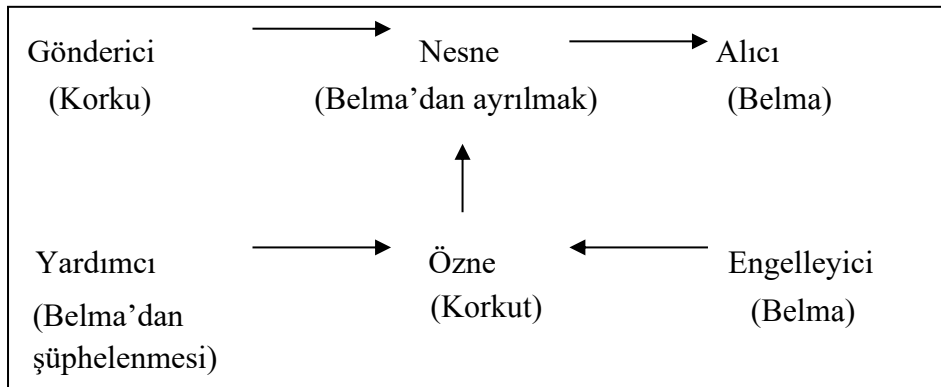 Gönderici Nesne Alıcı
(Korku) (Belma’dan ayrılmak) (Belma)
Yardımcı Özne Engelleyici
(Belma’dan (Korkut) (Belma)
şüphelenmesi)